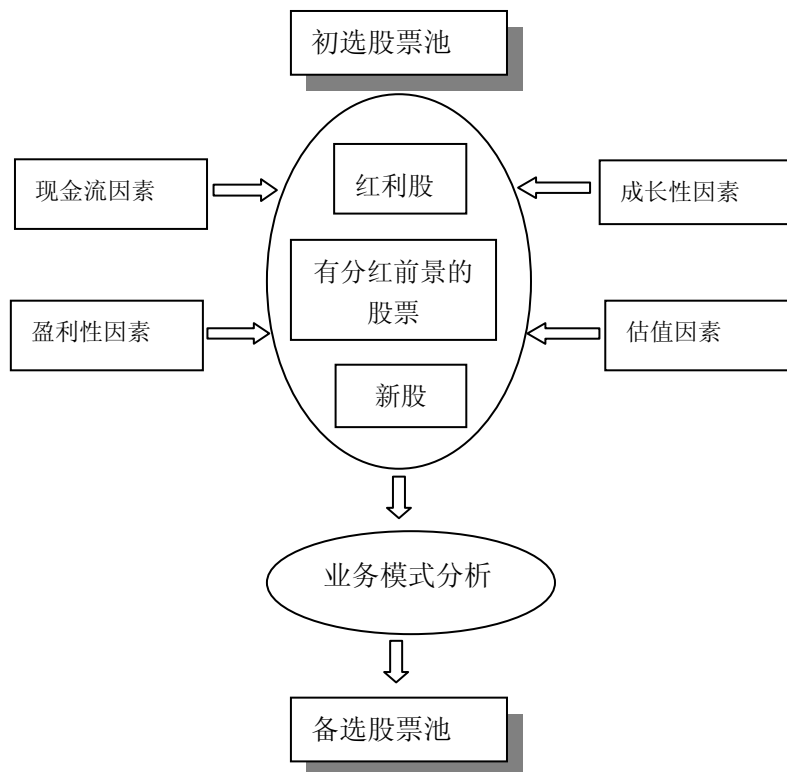 初选股票池
红利股
现金流因素
成长性因素
有分红前景的
股票
盈利性因素
估值因素
新股
业务模式分析
备选股票池